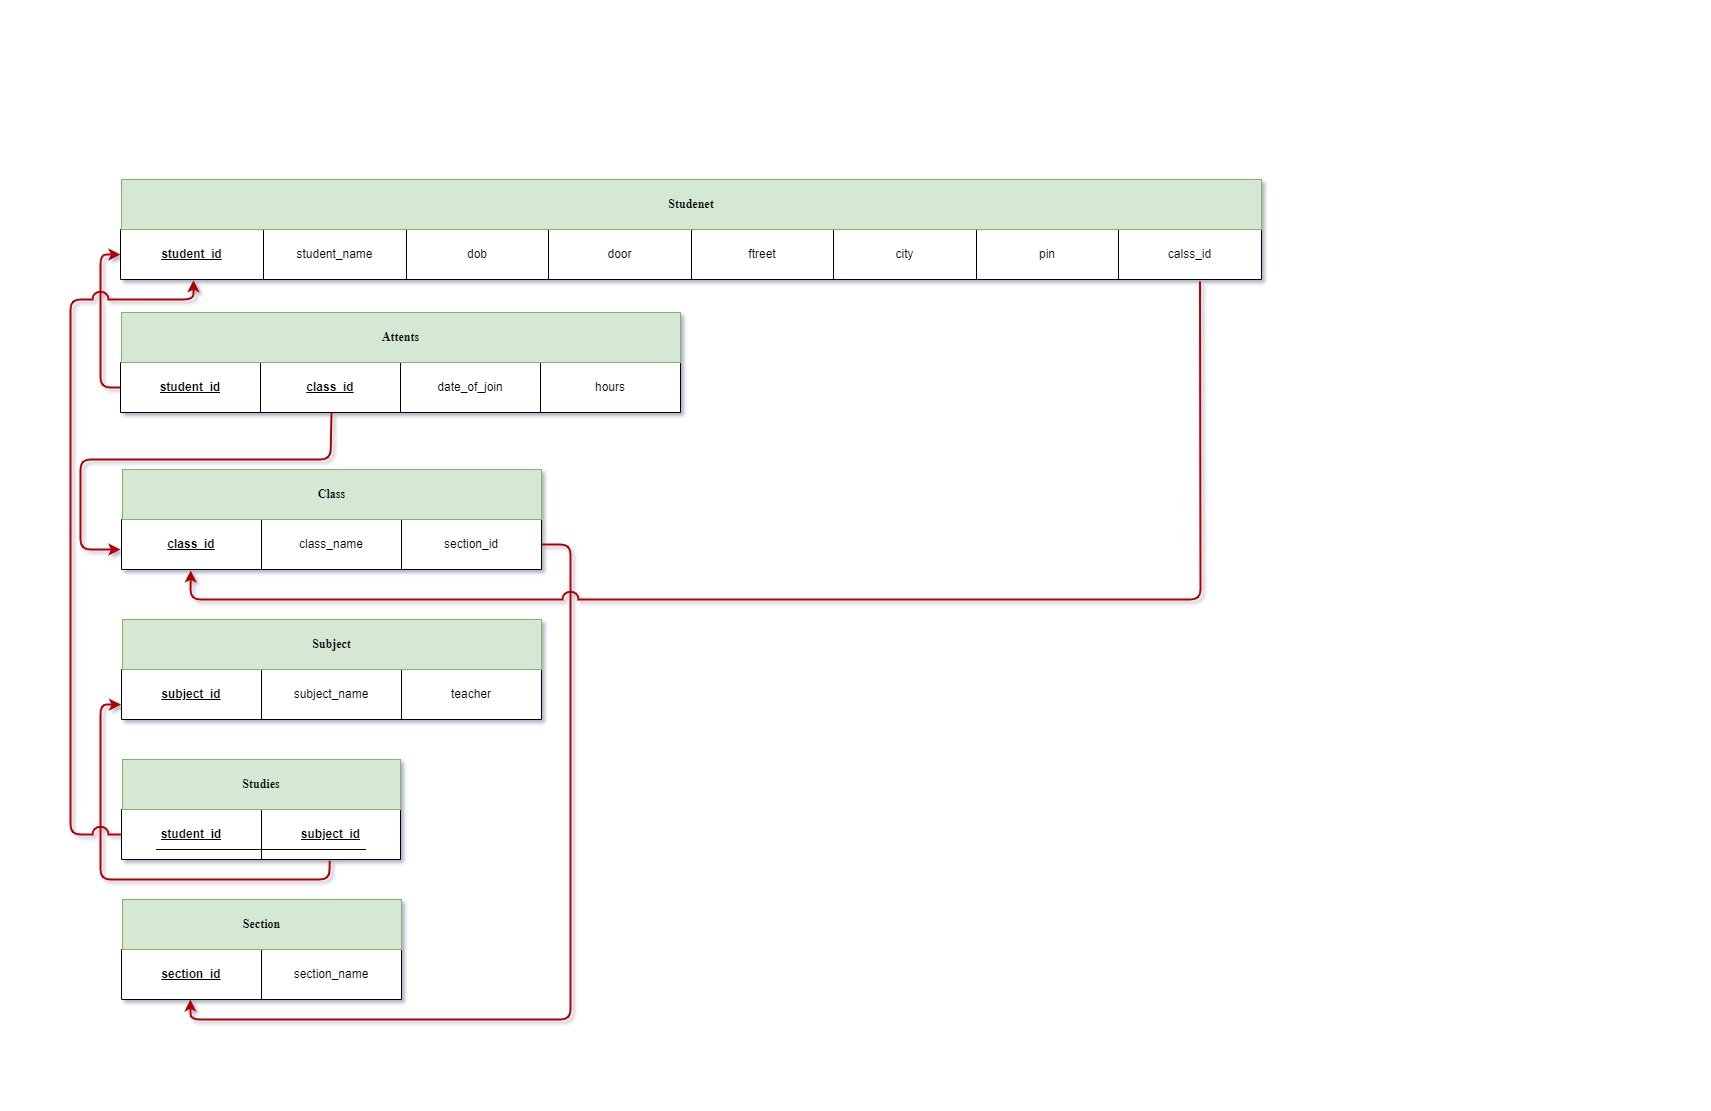 Studenet
student_id student_name dob door ftreet city pin calss_id
Attents
student_id class_id date_of_join hours
Class
class_id class_name section_id
Subject
subject_id subject_name teacher
Studies
student_id subject_id
Section
section_id section_name